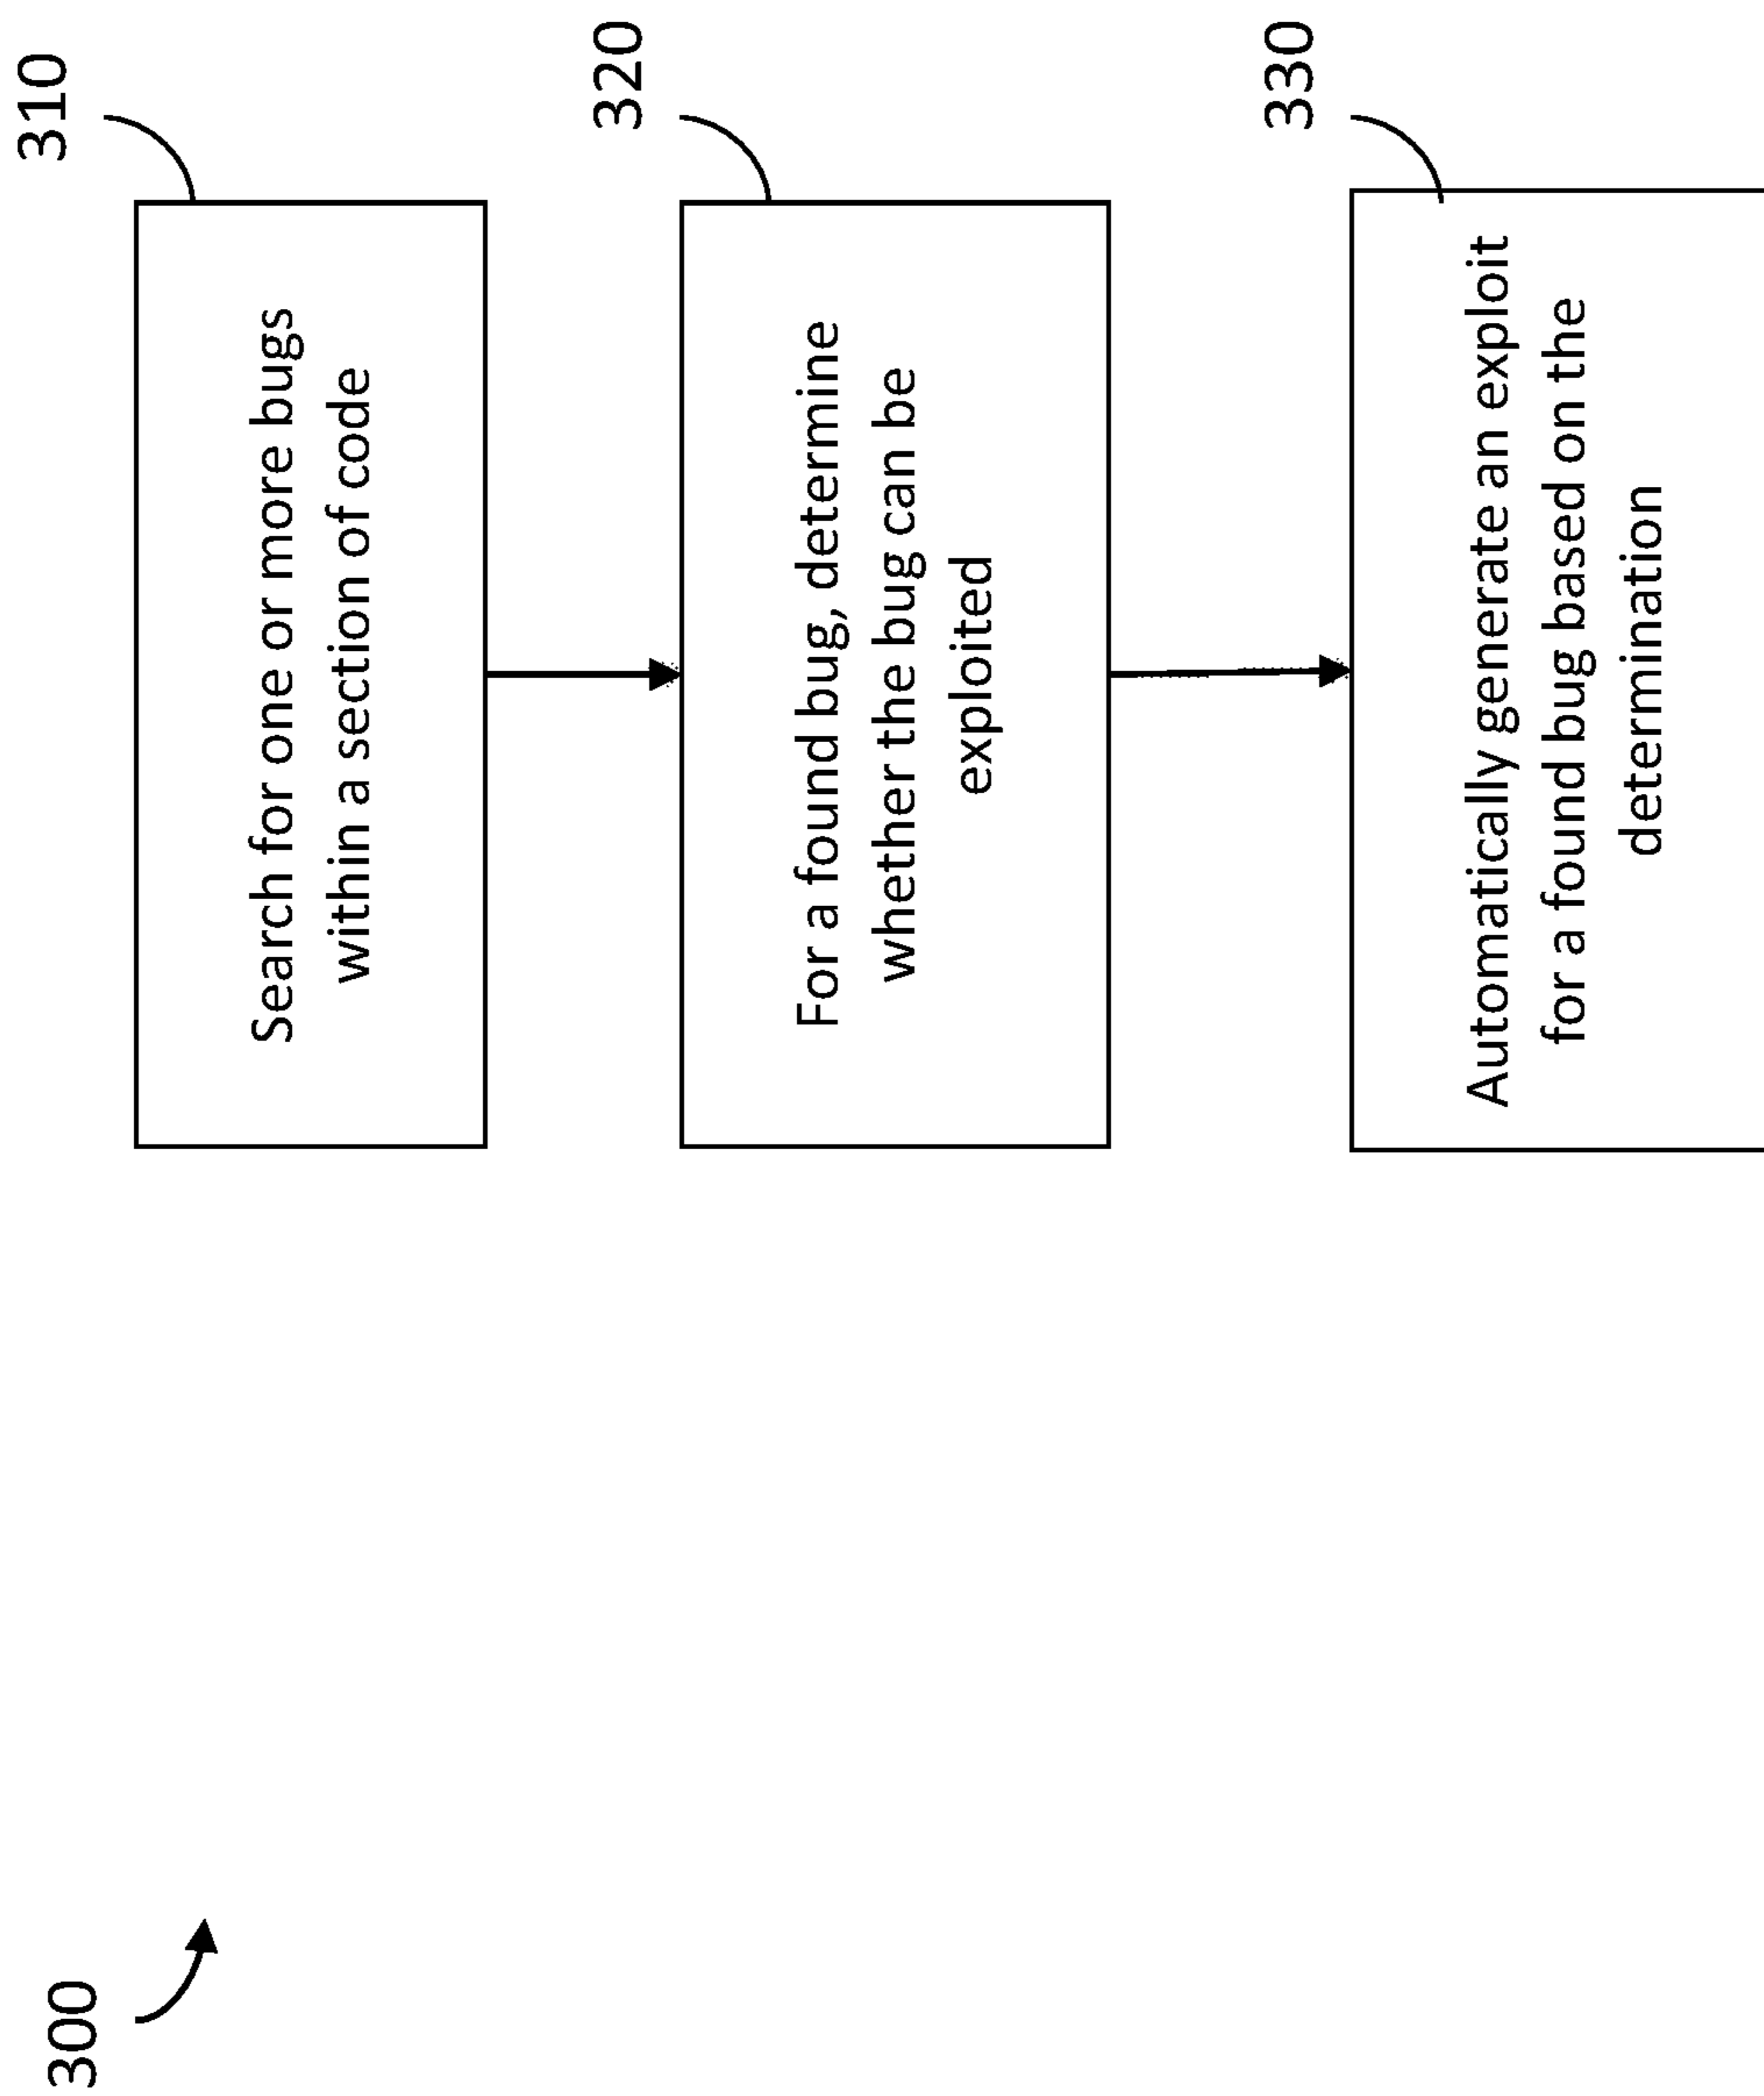 300
310
Search for one or more bugs
within a section of code
320
For a found bug, determine
whether the bug can be
exploited
330
Automatically generate an exploit
for a found bug based on the
determination